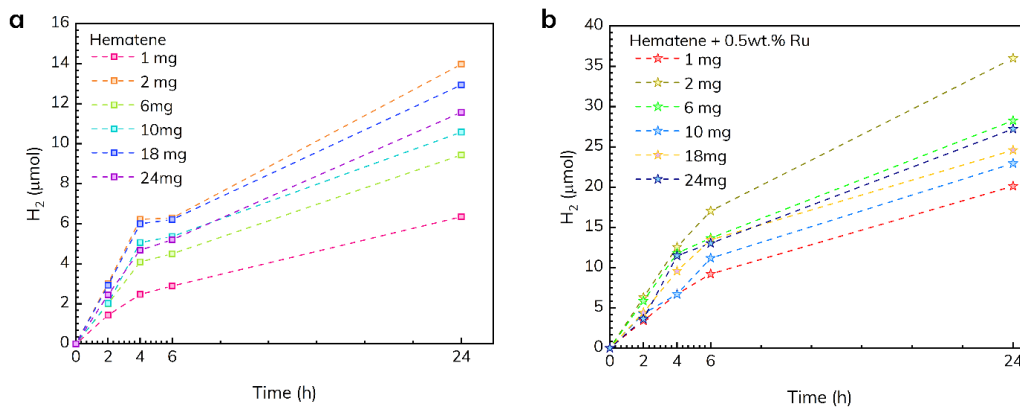 a
16
14
12
10
8
6
4
2
0
H2 (μmol)
Hematene
1 mg
2 mg
6mg
10mg
18 mg
24mg
0 2 4 6 24
Time (h)
b
40
35
30
25
20
15
10
5
0
H2 (μmol)
Hematene + 0.5wt.% Ru
1 mg
2 mg
6 mg
10 mg
18mg
24mg
0 2 4 6 24
Time (h)